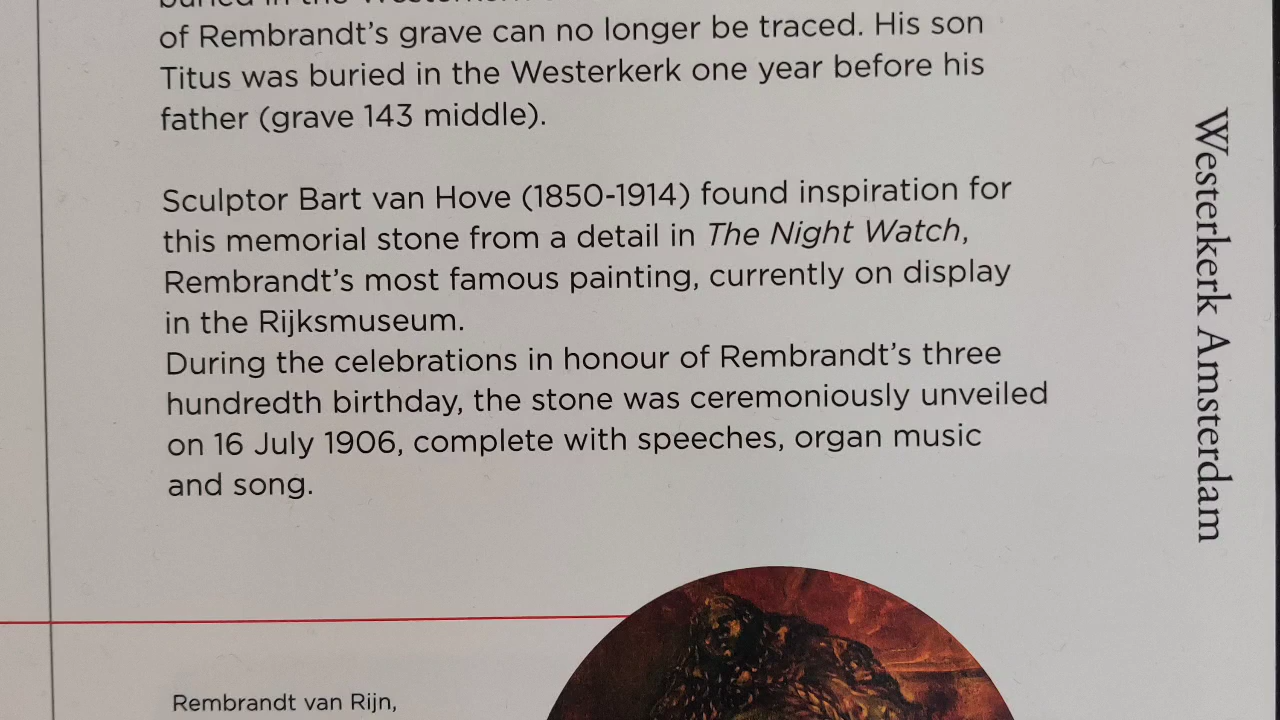 buried in the Westerkerk
of Rembrandt's grave can no longer be traced. His son
Titus was buried in the Westerkerk one year before his
father (grave 143 middle).
Sculptor Bart van Hove (1850-1914) found inspiration for
this memorial stone from a detail in The Night Watch,
Rembrandt's most famous painting, currently on display
in the Rijksmuseum.
During the celebrations in honour of Rembrandt's three
hundredth birthday, the stone was ceremoniously unveiled
on 16 July 1906, complete with speeches, organ music
and song.
Rembrandt van Rijn,
Westerkerk Amsterdam